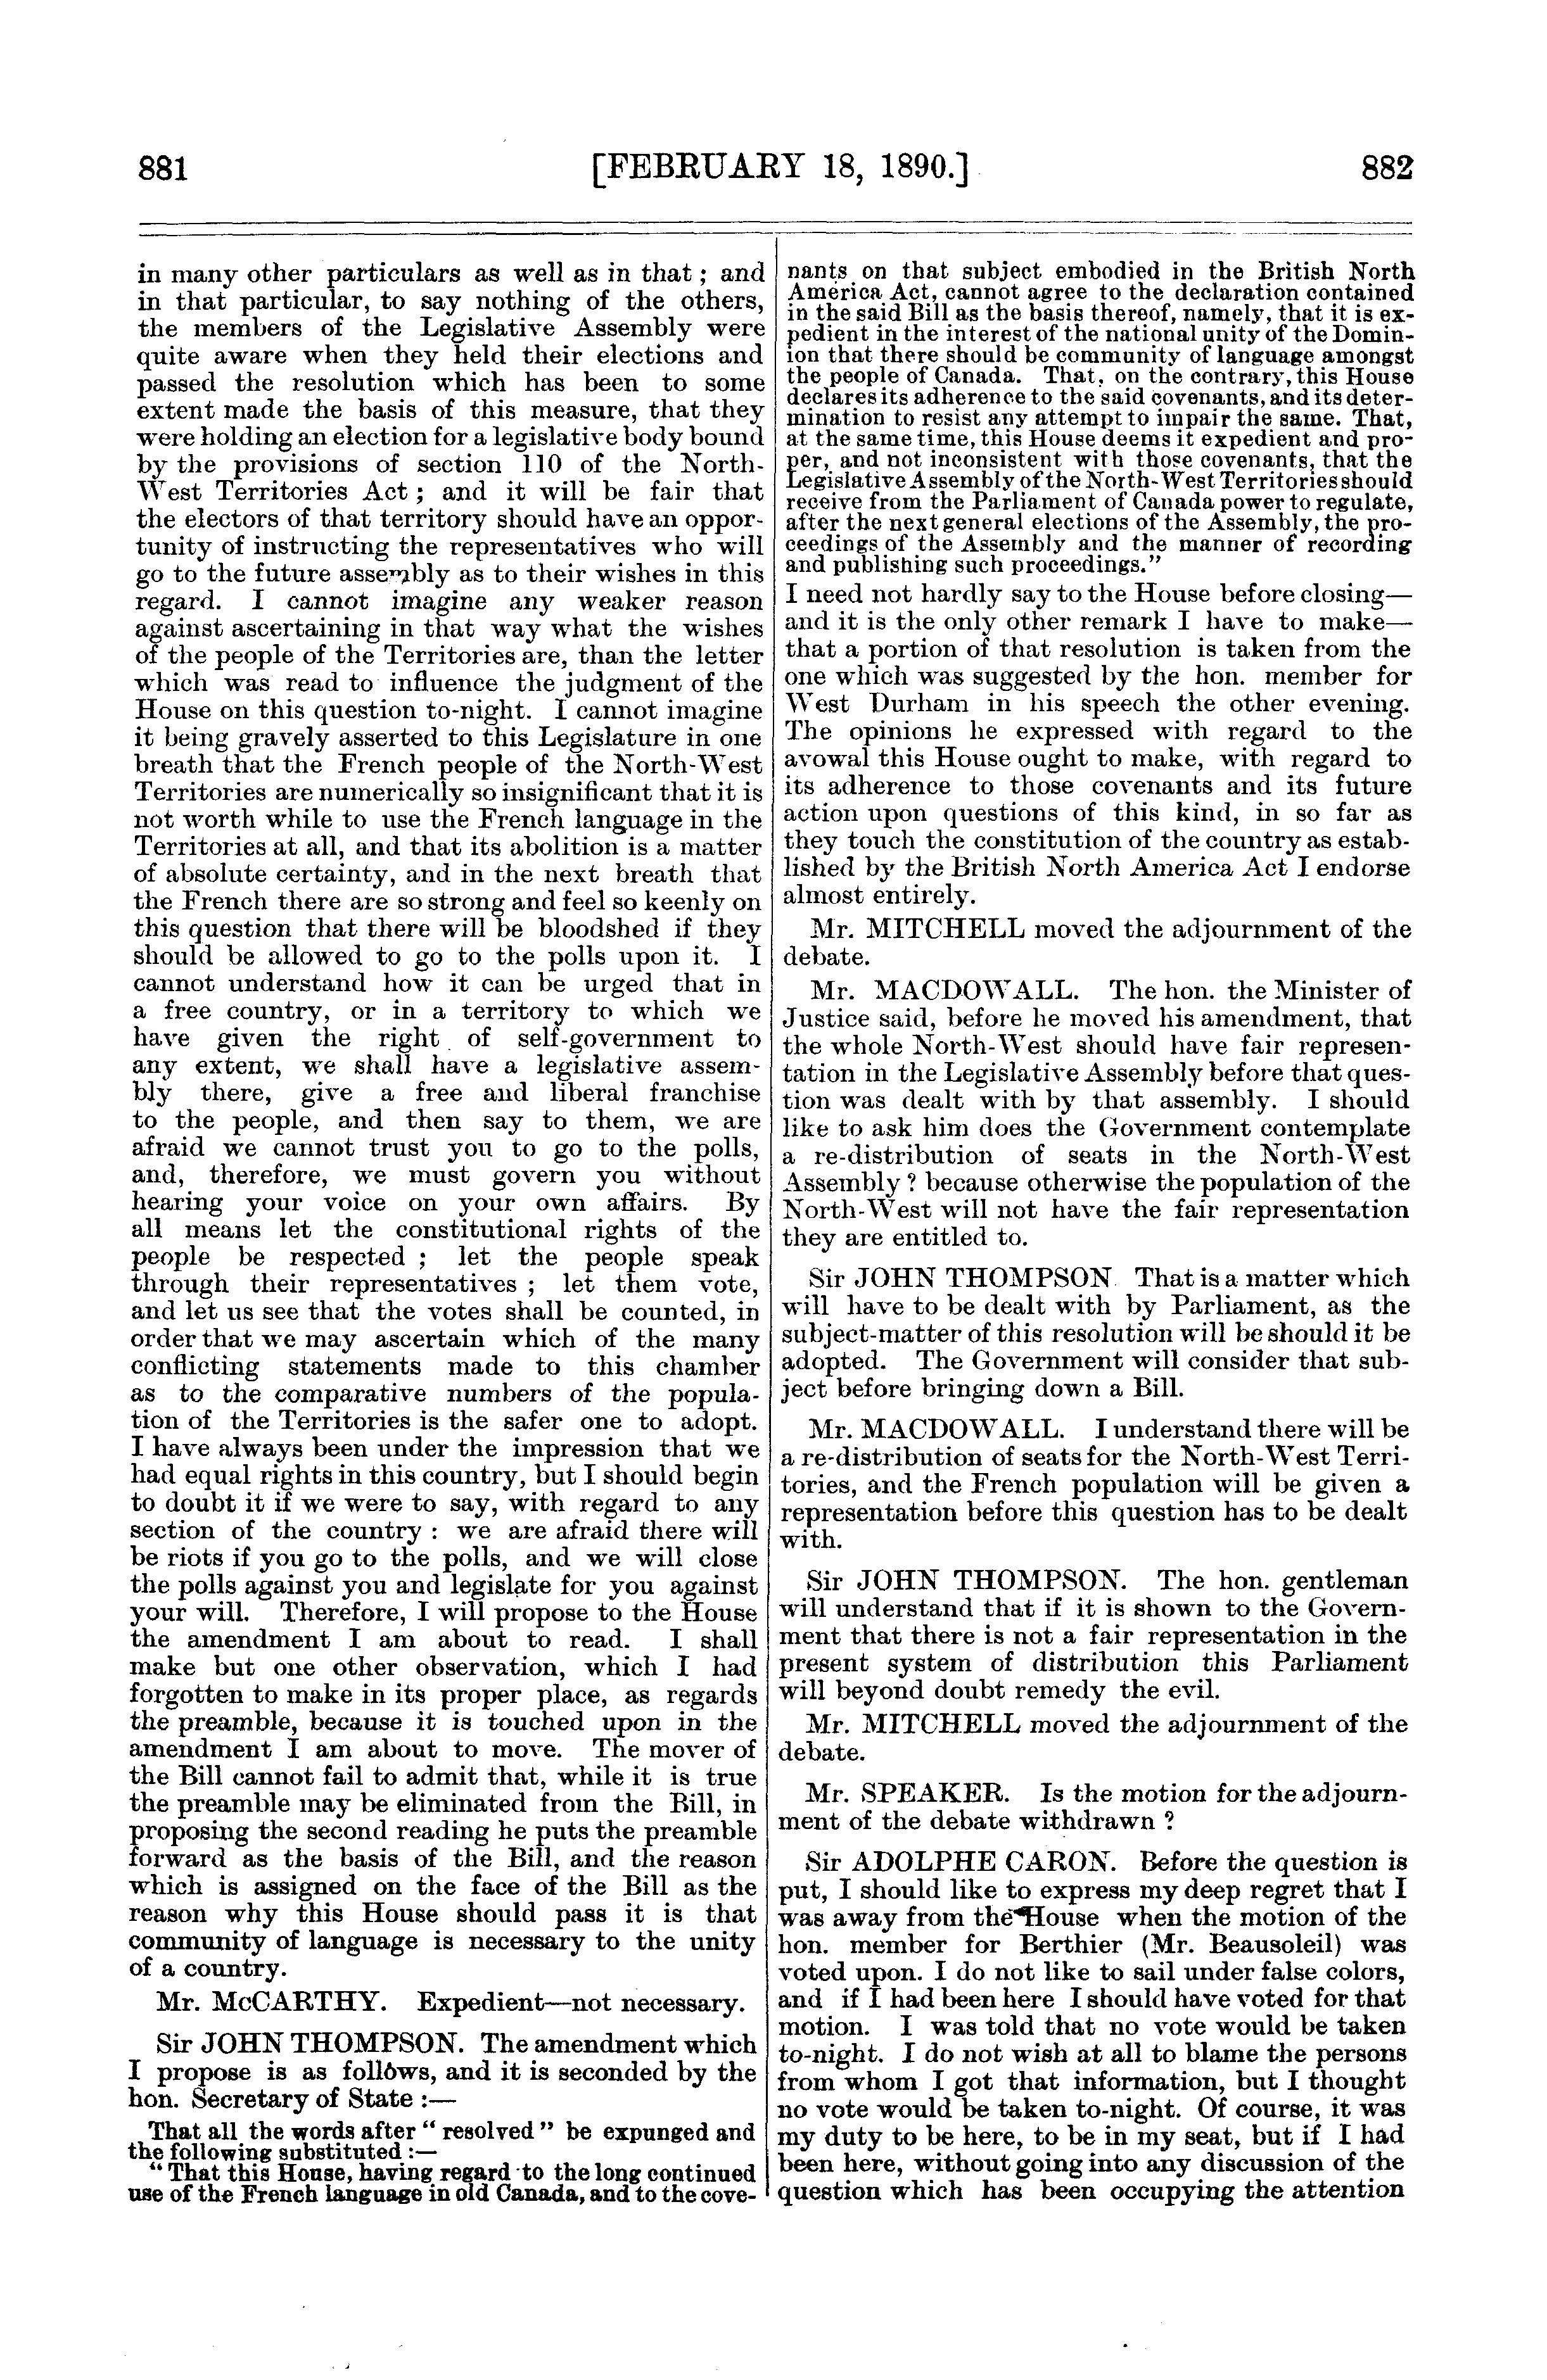 881 [FEBRUARY 18, 1890.] 882
in many other particulars as well as in that ; and
in that particular, to say nothing of the others,
the members of the Legislative Assembly were
quite aware when they held their elections and
passed the resolution which has been to some
extent made the basis of this measure, that they
were holding an election for a legislative body bound
by the provisions of section 110 of the North-
West Territories Act ; and it will be fair that
the electors of that territory should have an oppor-
tunity of instructing the representatives who will
go to the future assembly as to their wishes in this
regard. I cannot imagine any weaker reason
against ascertaining in that way what the wishes
of the people of the Territories are, than the letter
which was read to influence the judgment of the
House on this question to-night. I cannot imagine
it being gravely asserted to this Legislature in one
breath that the French people of the North-West
Territories are numerically so insignificant that it is
not worth while to use the French language in the
Territories at all, and that its abolition is a matter
of absolute certainty, and in the next breath that
the French there are so strong and feel so keenly on
this question that there will be bloodshed if they
should be allowed to go to the polls upon it. I
cannot understand how it can be urged that in
a free country, or in a territory to which we
have given the right of self-government to
any extent, we shall have a legislative assem-
bly there, give a free and liberal franchise
to the people, and then say to them, we are
afraid we cannot trust you to go to the polls,
and, therefore, we must govern you without
hearing your voice on your own affairs. By
all means let the constitutional rights of the
people be respected ; let the people speak
through their representatives ; let them vote,
and let us see that the votes shall be counted, in
order that we may ascertain which of the many
conflicting statements made to this chamber
as to the comparative numbers of the popula-
tion of the Territories is the safer one to adopt.
I have always been under the impression that we
had equal rights in this country, but I should begin
to doubt it if we were to say, with regard to any
section of the country : we are afraid there will
be riots if you go to the polls, and we will close
the polls against you and legislate for you against
your will. Therefore, I will propose to the House
the amendment I am about to read. I shall
make but one other observation, which I had
forgotten to make in its proper place, as regards
the preamble, because it is touched upon in the
amendment I am about to move. The mover of
the Bill cannot fail to admit that, while it is true
the preamble may be eliminated from the Bill, in
proposing the second reading he puts the preamble
forward as the basis of the Bill, and the reason
which is assigned on the face of the Bill as the
reason why this House should pass it is that
community of language is necessary to the unity
of a country.
Mr. McCARTHY. Expedient—not necessary.
Sir JOHN THOMPSON. The amendment which
I propose is as follows, and it is seconded by the
hon. Secretary of State :—
That all the words after " resolved " be expunged and
the following substituted :—
" That this House, having regard to the long continued
use of the French language in old Canada, and to the cove-
nants on that subject embodied in the British North
America Act, cannot agree to the declaration contained
in the said Bill as the basis thereof, namely, that it is ex-
pedient in the interest of the national unity of the Domin-
ion that there should be community of language amongst
the people of Canada. That, on the contrary, this House
declares its adherence to the said covenants, and its deter-
mination to resist any attempt to impair the same. That,
at the same time, this House deems it expedient and pro-
per, and not inconsistent with those covenants, that the
Legislative Assembly of the North-West Territories should
receive from the Parliament of Canada power to regulate,
after the next general elections of the Assembly, the pro-
ceedings of the Assembly and the manner of recording
and publishing such proceedings."
I need not hardly say to the House before closing—
and it is the only other remark I have to make—
that a portion of that resolution is taken from the
one which was suggested by the hon. member for
West Durham in his speech the other evening.
The opinions he expressed with regard to the
avowal this House ought to make, with regard to
its adherence to those covenants and its future
action upon questions of this kind, in so far as
they touch the constitution of the country as estab-
lished by the British North America Act I endorse
almost entirely.
Mr. MITCHELL moved the adjournment of the
debate.
Mr. MACDOWALL. The hon. the Minister of
Justice said, before he moved his amendment, that
the whole North-West should have fair represen-
tation in the Legislative Assembly before that ques-
tion was dealt with by that assembly. I should
like to ask him does the Government contemplate
a re-distribution of seats in the North-West
Assembly ? because otherwise the population of the
North-West will not have the fair representation
they are entitled to.
Sir JOHN THOMPSON That is a matter which
will have to be dealt with by Parliament, as the
subject-matter of this resolution will be should it be
adopted. The Government will consider that sub-
ject before bringing down a Bill.
Mr. MACDOWALL. I understand there will be
a re-distribution of seats for the North-West Terri-
tories, and the French population will be given a
representation before this question has to be dealt
with.
Sir JOHN THOMPSON. The hon. gentleman
will understand that if it is shown to the Govern-
ment that there is not a fair representation in the
present system of distribution this Parliament
will beyond doubt remedy the evil.
Mr. MITCHELL moved the adjournment of the
debate.
Mr. SPEAKER. Is the motion for the adjourn-
ment of the debate withdrawn ?
Sir ADOLPHE CARON. Before the question is
put, I should like to express my deep regret that I
was away from the House when the motion of the
hon. member for Berthier (Mr. Beausoleil) was
voted upon. I do not like to sail under false colors,
and if I had been here I should have voted for that
motion. I was told that no vote would be taken
to-night. I do not wish at all to blame the persons
from whom I got that information, but I thought
no vote would be taken to-night. Of course, it was
my duty to be here, to be in my seat, but if I had
been here, without going into any discussion of the
question which has been occupying the attention